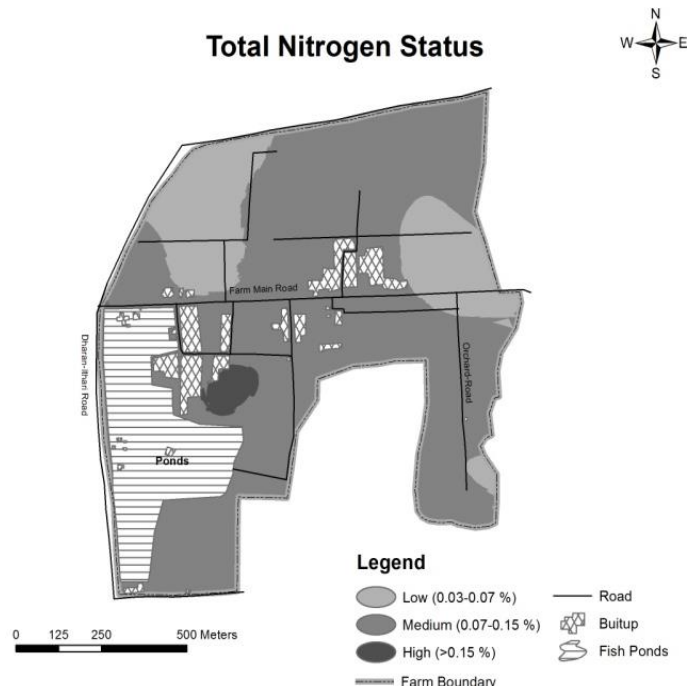 N
Total Nitrogen Status
W E
S
Farm Main Road
Dharan-Ithari Road
Orchard-Road
Ponds
Legend
Low (0.03-0.07 %)
Road
Medium (0.07-0.15 %)
Buitup
High (>0.15 %)
Fish Ponds
Farm Boundary
0 125 250 500 Meters